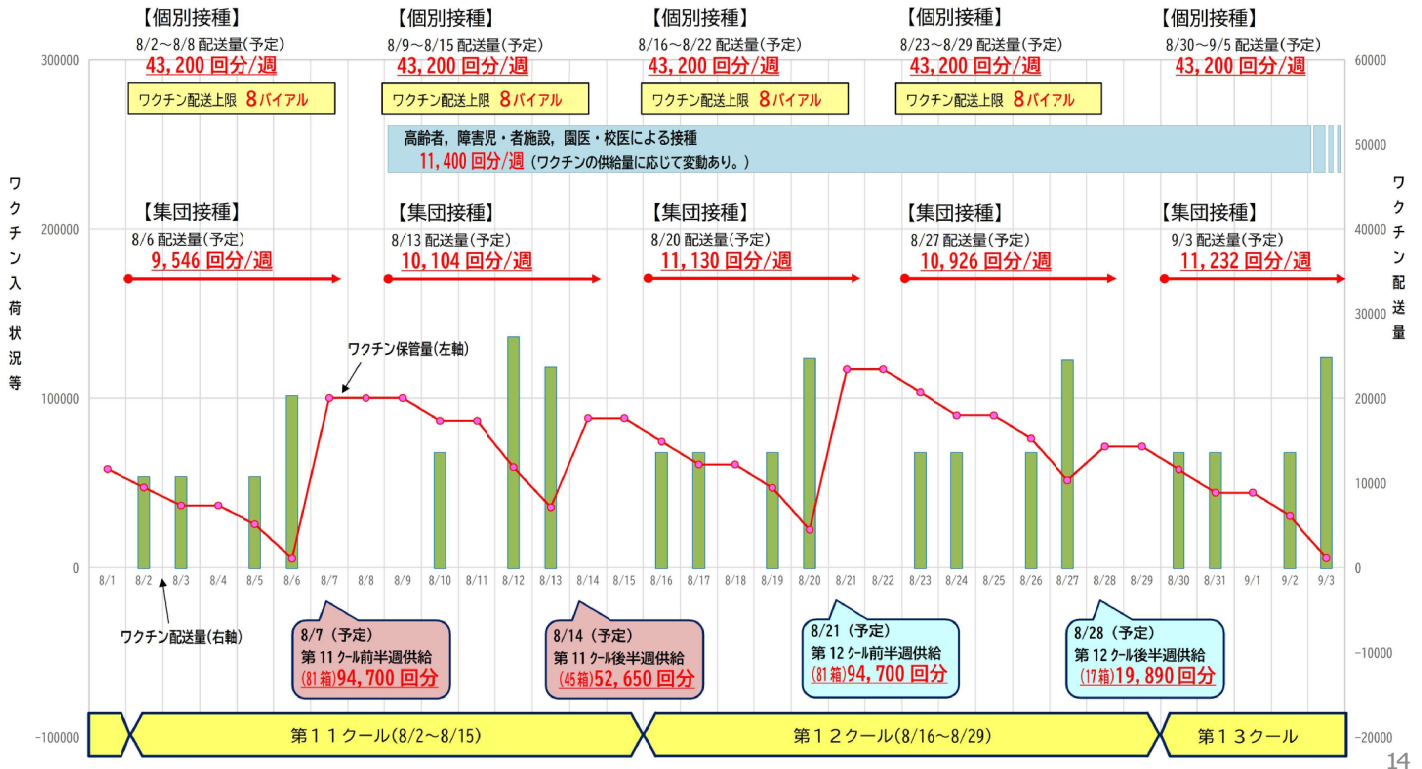 【個別接種】
8/2～8/8 配送量(予定)
43,200 回分/週
ワクチン配送上限 8バイアル
【個別接種】
8/9～8/15 配送量(予定)
43,200 回分/週
ワクチン配送上限 8バイアル
【個別接種】
8/16～8/22 配送量(予定)
43,200 回分/週
ワクチン配送上限 8バイアル
【個別接種】
8/23～8/29 配送量(予定)
43,200 回分/週
ワクチン配送上限 8バイアル
【個別接種】
8/30～9/5 配送量(予定)
43,200 回分/週
高齢者，障害児・者施設，園医・校医による接種
11,400 回分/週 (ワクチンの供給量に応じて変動あり。)
【集団接種】
8/6 配送量(予定)
9,546 回分/週
【集団接種】
8/13 配送量(予定)
10,104 回分/週
【集団接種】
8/20 配送量(予定)
11,130 回分/週
【集団接種】
8/27 配送量(予定)
10,926 回分/週
【集団接種】
9/3 配送量(予定)
11,232 回分/週
ワクチン入荷状況等
300000
200000
100000
0
-100000
ワクチン配送量
60000
50000
40000
30000
20000
10000
0
-10000
-20000
ワクチン保管量(左軸)
8/1 8/2 8/3 8/4 8/5 8/6 8/7 8/8 8/9 8/10 8/11 8/12 8/13 8/14 8/15 8/16 8/17 8/18 8/19 8/20 8/21 8/22 8/23 8/24 8/25 8/26 8/27 8/28 8/29 8/30 8/31 9/1 9/2 9/3
ワクチン配送量(右軸)
8/7 (予定)
第 11 クール前半週供給
(81 箱)94,700 回分
8/14 (予定)
第 11 クール後半週供給
(45箱)52,650 回分
8/21 (予定)
第 12 クール前半週供給
(81 箱)94,700 回分
8/28 (予定)
第 12 クール後半週供給
(17箱)19,890 回分
第１１クール(8/2～8/15)
第１２クール(8/16～8/29)
第１３クール
14